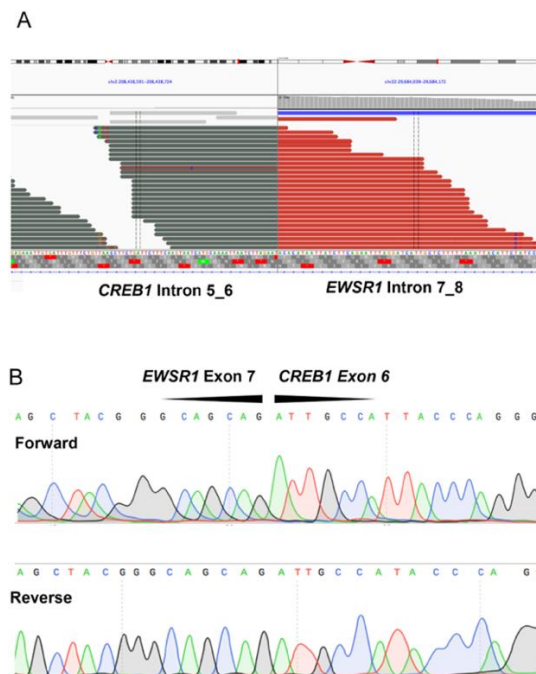 A
CREB1 Intron 5_6 EWSR1 Intron 7_8
B
EWSR1 Exon 7 CREB1 Exon 6
A G C T A C G G G C A G C A G A T T G C C A T T A C C C A G G G
Forward
A G C T A C G G G C A G C A G A T T G C C A T A C C C A G
Reverse